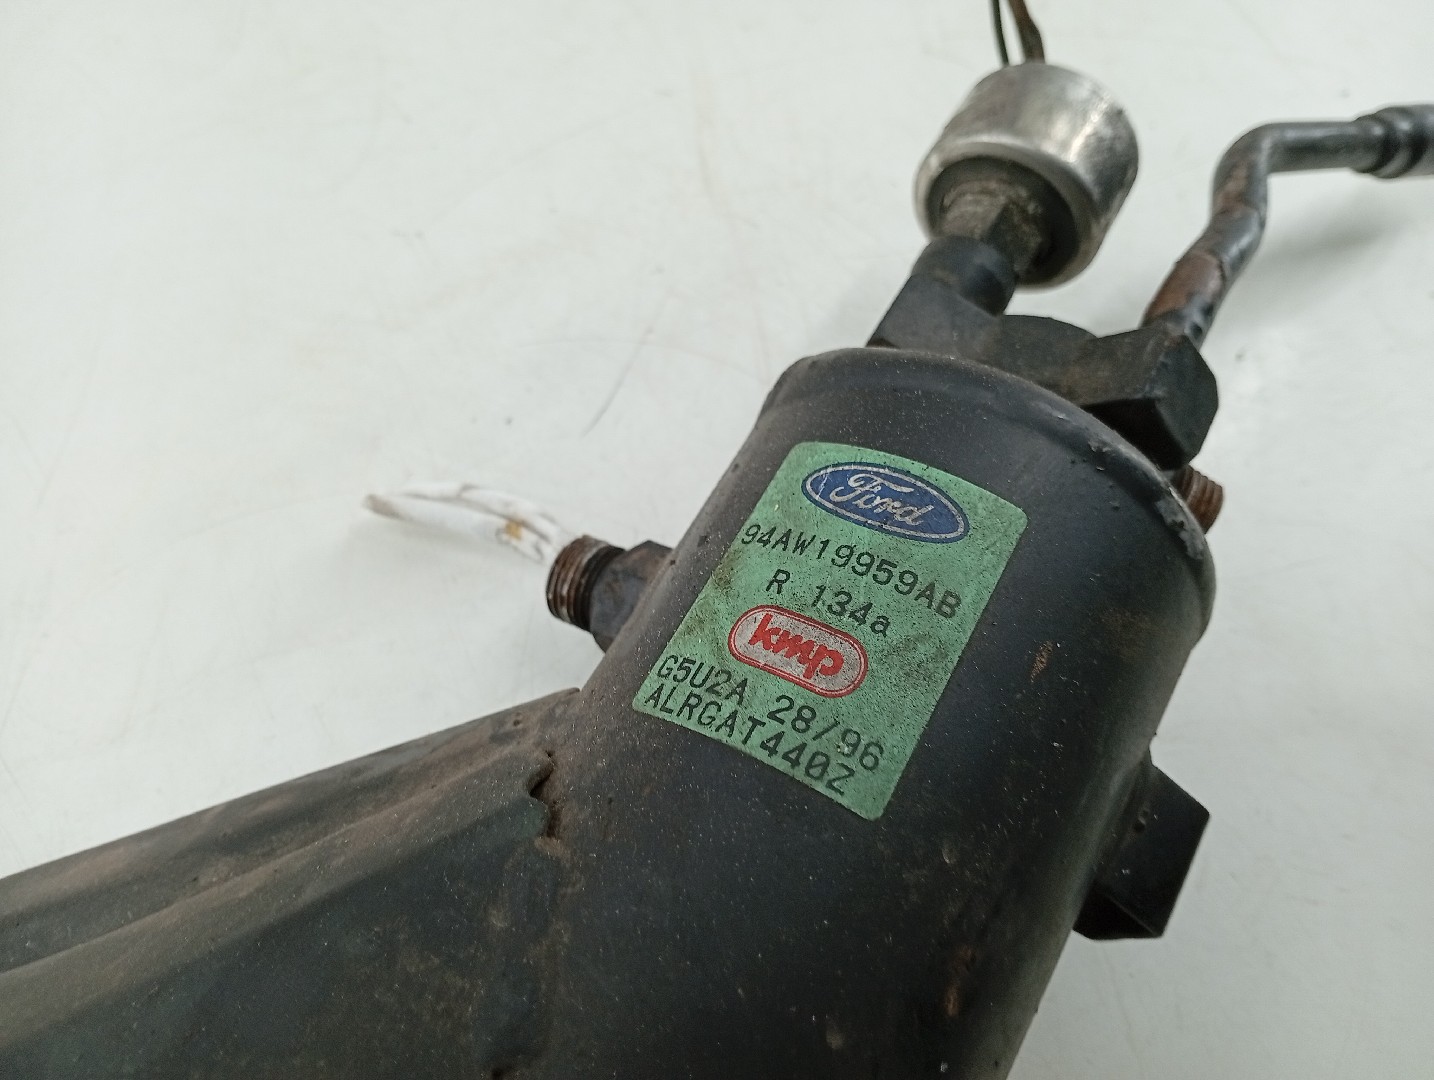 Ford
94AW19959AB
R 134a
kmp
G5U2A 28/96
ALRGAT440Z